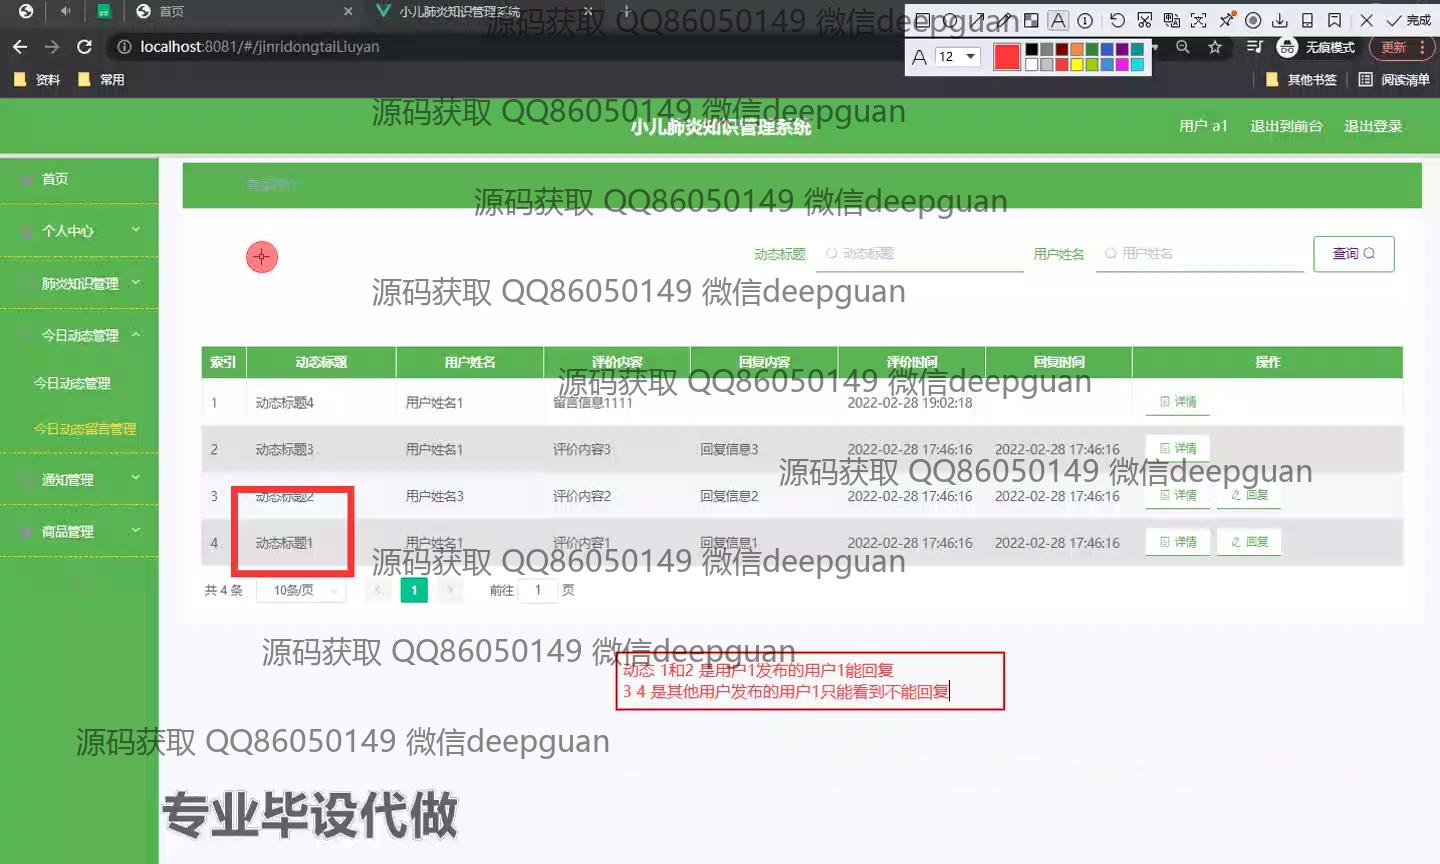 首页
小儿肺炎知识管理系统
源码获取 QQ86050149 微信deepguan
完成
localhost:8081/#/jinridongtaiLiuyan
A 12
无痕模式
更新
资料
常用
其他书签
阅读清单
源码获取 QQ86050149 微信deepguan
小儿肺炎知识管理系统
用户 a1
退出到前台
退出登录
首页
个人中心
肺炎知识管理
今日动态管理
今日动态管理
今日动态留言管理
通知管理
商品管理
源码获取 QQ86050149 微信deepguan
动态标题 动态标题 用户姓名 用户姓名 查询
源码获取 QQ86050149 微信deepguan
索引 动态标题 用户姓名 评价内容 回复内容 评价时间 回复时间 操作
源码获取 QQ86050149 微信deepguan
1 动态标题4 用户姓名1 留言信息1111 2022-02-28 19:02:18 详情
2 动态标题3 用户姓名1 评价内容3 回复信息3 2022-02-28 17:46:16 2022-02-28 17:46:16 详情
源码获取 QQ86050149 微信deepguan
3 动态标题2 用户姓名3 评价内容2 回复信息2 2022-02-28 17:46:16 2022-02-28 17:46:16 详情 回复
4 动态标题1 用户姓名1 评价内容1 回复信息1 2022-02-28 17:46:16 2022-02-28 17:46:16 详情 回复
源码获取 QQ86050149 微信deepguan
共 4 条 10条/页 1 前往 1 页
源码获取 QQ86050149 微信deepguan
动态 1和2 是用户1发布的用户1能回复
3 4 是其他用户发布的用户1只能看到不能回复
源码获取 QQ86050149 微信deepguan
专业毕设代做